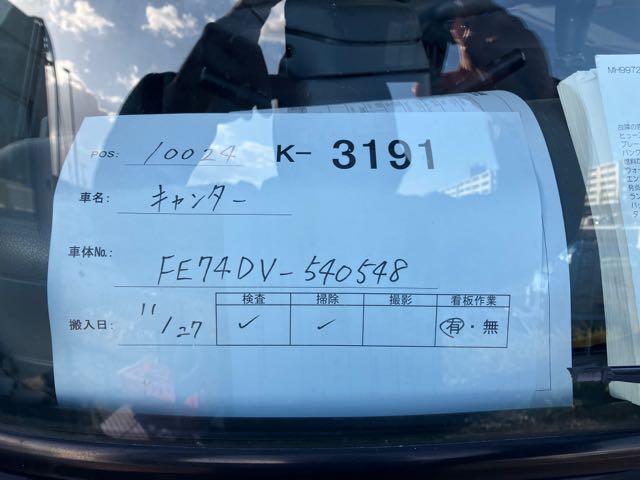 POS: 10024 K- 3191
車名: キャンター
車体No.: FE74DV-540548
検査 掃除 撮影 看板作業
搬入日: 11/27 ✓ ✓ 有・無
MH9972